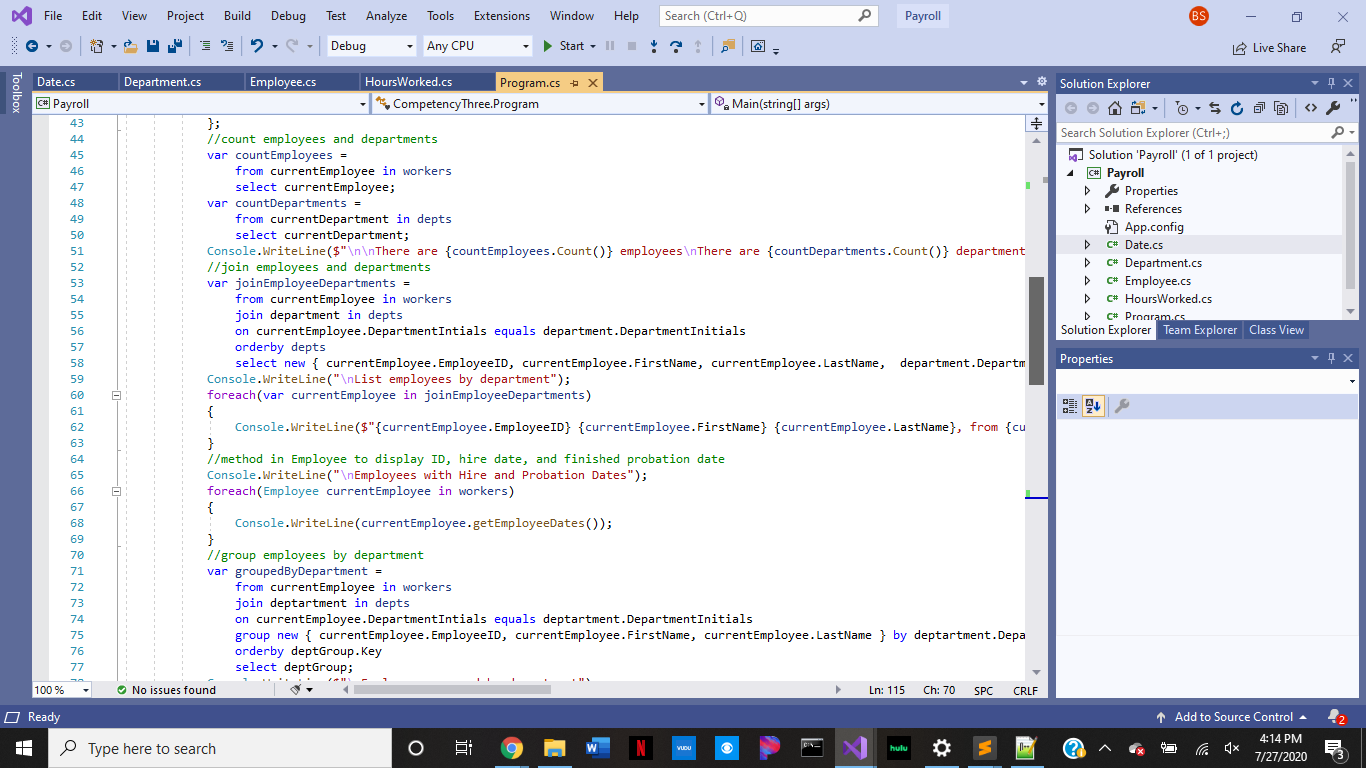 File Edit View Project Build Debug Test Analyze Tools Extensions Window Help Search (Ctrl+Q) Payroll BS
Debug Any CPU Start Live Share
Toolbox
Date.cs Department.cs Employee.cs HoursWorked.cs Program.cs
C# Payroll CompetencyThree.Program Main(string[] args)
43 };
44 //count employees and departments
45 var countEmployees =
46 from currentEmployee in workers
47 select currentEmployee;
48 var countDepartments =
49 from currentDepartment in depts
50 select currentDepartment;
51 Console.WriteLine($"\n\nThere are {countEmployees.Count()} employees\nThere are {countDepartments.Count()} department
52 //join employees and departments
53 var joinEmployeeDepartments =
54 from currentEmployee in workers
55 join department in depts
56 on currentEmployee.DepartmentIntials equals department.DepartmentInitials
57 orderby depts
58 select new { currentEmployee.EmployeeID, currentEmployee.FirstName, currentEmployee.LastName, department.Departm
59 Console.WriteLine("\nList employees by department");
60 foreach(var currentEmployee in joinEmployeeDepartments)
61 {
62 Console.WriteLine($"{currentEmployee.EmployeeID} {currentEmployee.FirstName} {currentEmployee.LastName}, from {cu
63 }
64 //method in Employee to display ID, hire date, and finished probation date
65 Console.WriteLine("\nEmployees with Hire and Probation Dates");
66 foreach(Employee currentEmployee in workers)
67 {
68 Console.WriteLine(currentEmployee.getEmployeeDates());
69 }
70 //group employees by department
71 var groupedByDepartment =
72 from currentEmployee in workers
73 join deptartment in depts
74 on currentEmployee.DepartmentIntials equals deptartment.DepartmentInitials
75 group new { currentEmployee.EmployeeID, currentEmployee.FirstName, currentEmployee.LastName } by deptartment.Depa
76 orderby deptGroup.Key
77 select deptGroup;
100 % No issues found Ln: 115 Ch: 70 SPC CRLF
Solution Explorer
Search Solution Explorer (Ctrl+;)
Solution 'Payroll' (1 of 1 project)
C# Payroll
Properties
References
App.config
C# Date.cs
C# Department.cs
C# Employee.cs
C# HoursWorked.cs
C# Program.cs
Solution Explorer Team Explorer Class View
Properties
Ready Add to Source Control 2
Type here to search
VUDU
hulu
4:14 PM
7/27/2020
3